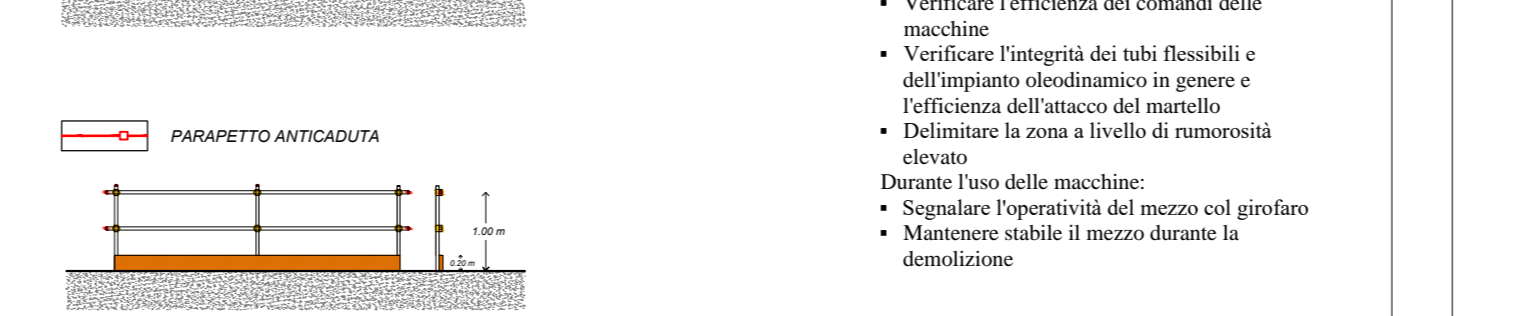 PARAPETTO ANTICADUTA
1.00 m
0.20 m
▪ Verificare l'efficienza dei comandi delle
macchine
▪ Verificare l'integrità dei tubi flessibili e
dell'impianto oleodinamico in genere e
l'efficienza dell'attacco del martello
▪ Delimitare la zona a livello di rumorosità
elevato
Durante l'uso delle macchine:
▪ Segnalare l'operatività del mezzo col girofaro
▪ Mantenere stabile il mezzo durante la
demolizione